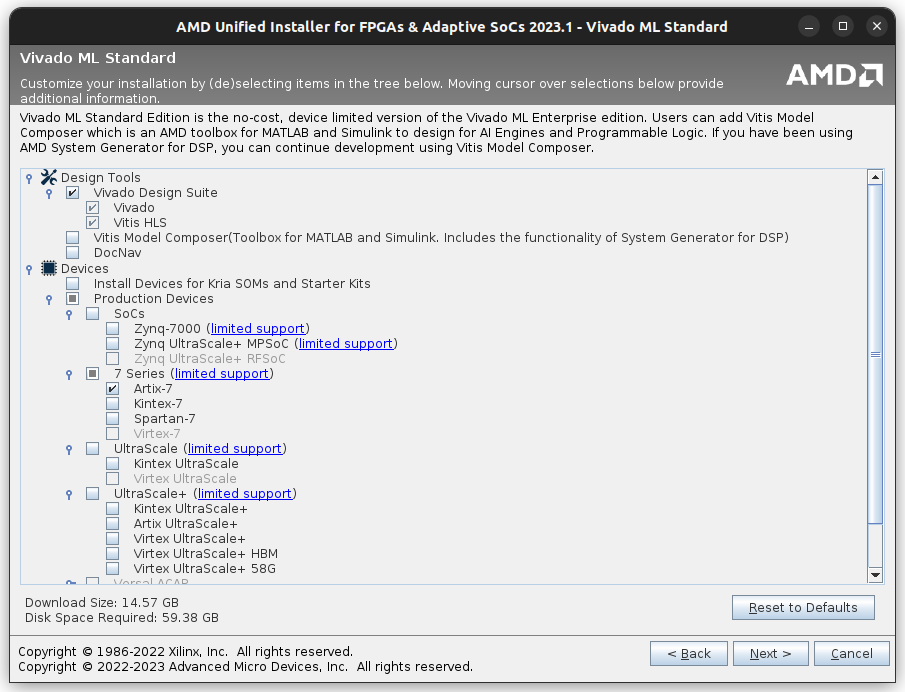 AMD Unified Installer for FPGAs & Adaptive SoCs 2023.1 - Vivado ML Standard
Vivado ML Standard
Customize your installation by (de)selecting items in the tree below. Moving cursor over selections below provide
additional information.
AMD
Vivado ML Standard Edition is the no-cost, device limited version of the Vivado ML Enterprise edition. Users can add Vitis Model
Composer which is an AMD toolbox for MATLAB and Simulink to design for AI Engines and Programmable Logic. If you have been using
AMD System Generator for DSP, you can continue development using Vitis Model Composer.
Design Tools
Vivado Design Suite
Vivado
Vitis HLS
Vitis Model Composer(Toolbox for MATLAB and Simulink. Includes the functionality of System Generator for DSP)
DocNav
Devices
Install Devices for Kria SOMs and Starter Kits
Production Devices
SoCs
Zynq-7000 (limited support)
Zynq UltraScale+ MPSoC (limited support)
Zynq UltraScale+ RFSoC
7 Series (limited support)
Artix-7
Kintex-7
Spartan-7
Virtex-7
UltraScale (limited support)
Kintex UltraScale
Virtex UltraScale
UltraScale+ (limited support)
Kintex UltraScale+
Artix UltraScale+
Virtex UltraScale+
Virtex UltraScale+ HBM
Virtex UltraScale+ 58G
Versal ACAP
Download Size: 14.57 GB
Disk Space Required: 59.38 GB
Reset to Defaults
Copyright © 1986-2022 Xilinx, Inc. All rights reserved.
Copyright © 2022-2023 Advanced Micro Devices, Inc. All rights reserved.
< Back
Next >
Cancel